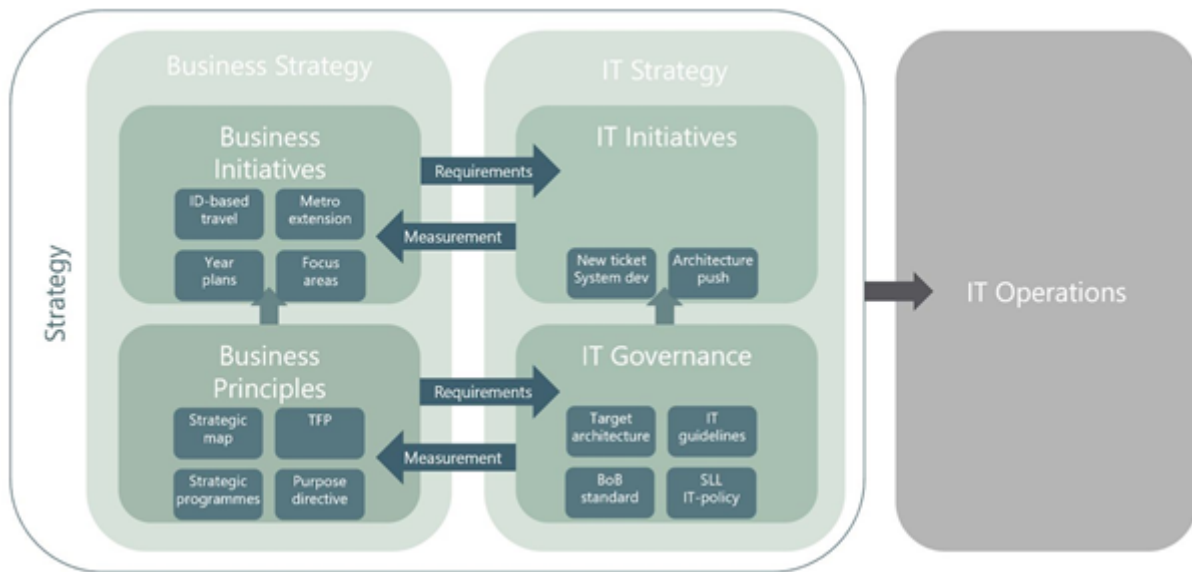 Strategy
Business Strategy
Business
Initiatives
ID-based
travel
Metro
extension
Year
plans
Focus
areas
Business
Principles
Strategic
map
TFP
Strategic
programmes
Purpose
directive
Requirements
Measurement
Requirements
Measurement
IT Strategy
IT Initiatives
New ticket
System dev
Architecture
push
IT Governance
Target
architecture
IT
guidelines
BoB
standard
SLL
IT-policy
IT Operations